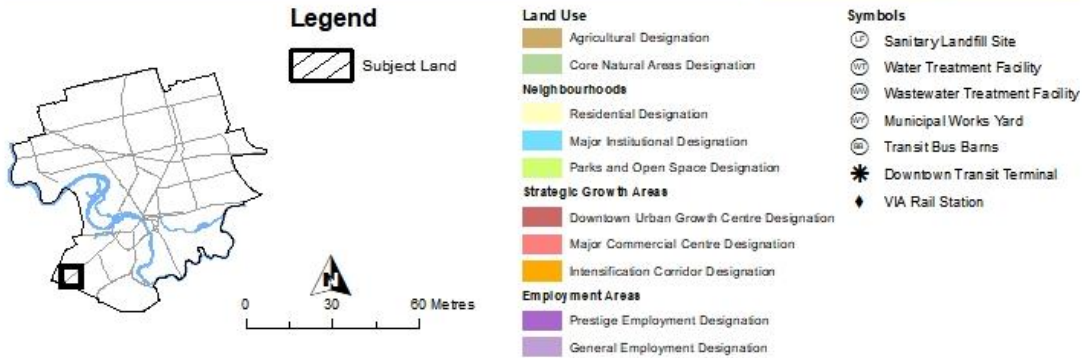 Legend
Subject Land
N
0 30 60 Metres
Land Use
Agricultural Designation
Core Natural Areas Designation
Neighbourhoods
Residential Designation
Major Institutional Designation
Parks and Open Space Designation
Strategic Growth Areas
Downtown Urban Growth Centre Designation
Major Commercial Centre Designation
Intensification Corridor Designation
Employment Areas
Prestige Employment Designation
General Employment Designation
Symbols
LF Sanitary Landfill Site
WT Water Treatment Facility
WW Wastewater Treatment Facility
WY Municipal Works Yard
BB Transit Bus Barns
Downtown Transit Terminal
VIA Rail Station